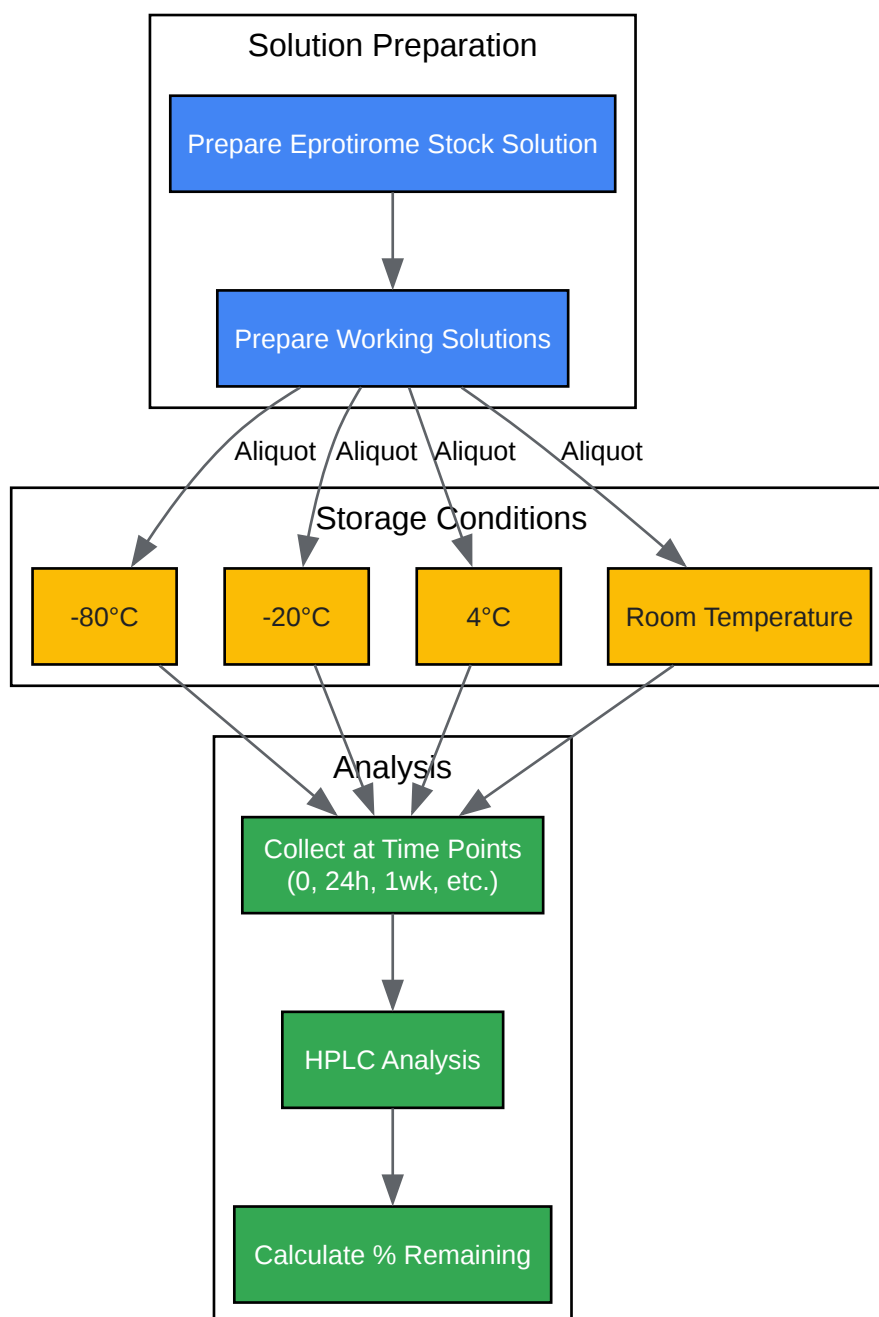 Solution Preparation
Prepare Eprotirome Stock Solution
Prepare Working Solutions
Aliquot Aliquot Aliquot Aliquot
Storage Conditions
-80°C -20°C 4°C Room Temperature
Analysis
Collect at Time Points
(0, 24h, 1wk, etc.)
HPLC Analysis
Calculate % Remaining